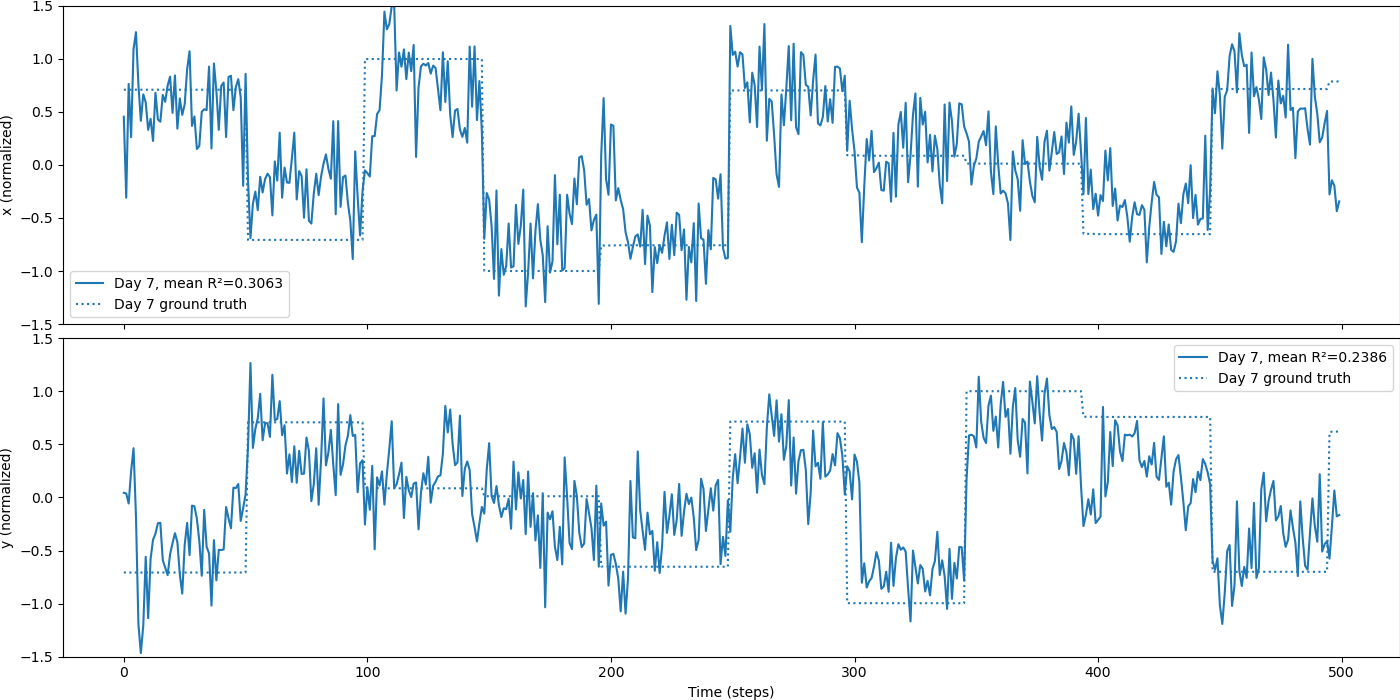 1.5
1.0
0.5
0.0
−0.5
−1.0
−1.5
x (normalized)
Day 7, mean R²=0.3063
Day 7 ground truth
1.5
1.0
0.5
0.0
−0.5
−1.0
−1.5
y (normalized)
Day 7, mean R²=0.2386
Day 7 ground truth
0 100 200 300 400 500
Time (steps)